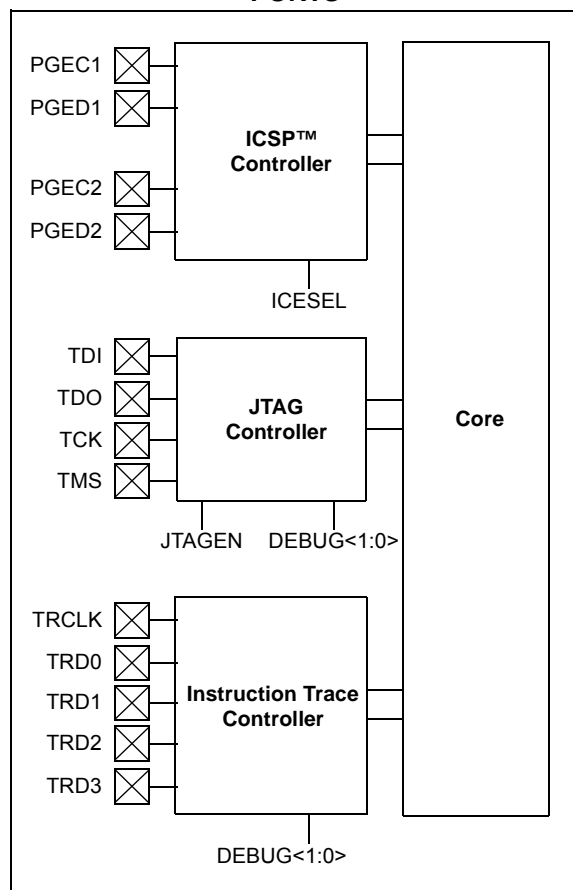 PGEC1
PGED1
PGEC2
PGED2
ICSP™
Controller
ICESEL
TDI
TDO
TCK
TMS
JTAG
Controller
JTAGEN
DEBUG<1:0>
Core
TRCLK
TRD0
TRD1
TRD2
TRD3
Instruction Trace
Controller
DEBUG<1:0>